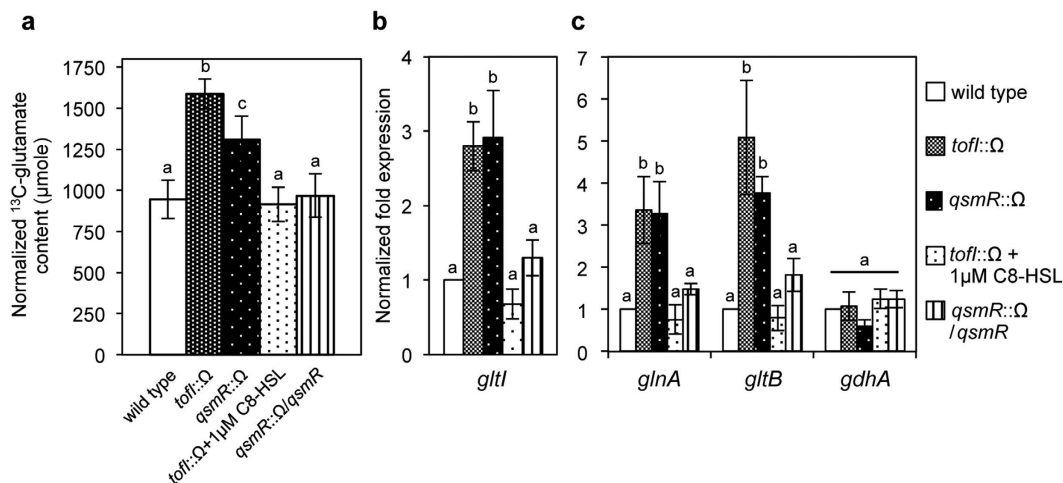 a
Normalized ¹³C-glutamate
content (µmole)
1750
1500
1250
1000
750
500
250
0
a
b
c
a
a
wild type
tofI::Ω
qsmR::Ω
tofI::Ω+1µM C8-HSL
qsmR::Ω/qsmR
b
Normalized fold expression
4
3
2
1
0
a
b
b
a
a
gltI
c
7
6
5
4
3
2
1
0
a
b
b
a
a
a
b
b
a
a
a
glnA
gltB
gdhA
wild type
tofI::Ω
qsmR::Ω
tofI::Ω +
1µM C8-HSL
qsmR::Ω
/qsmR